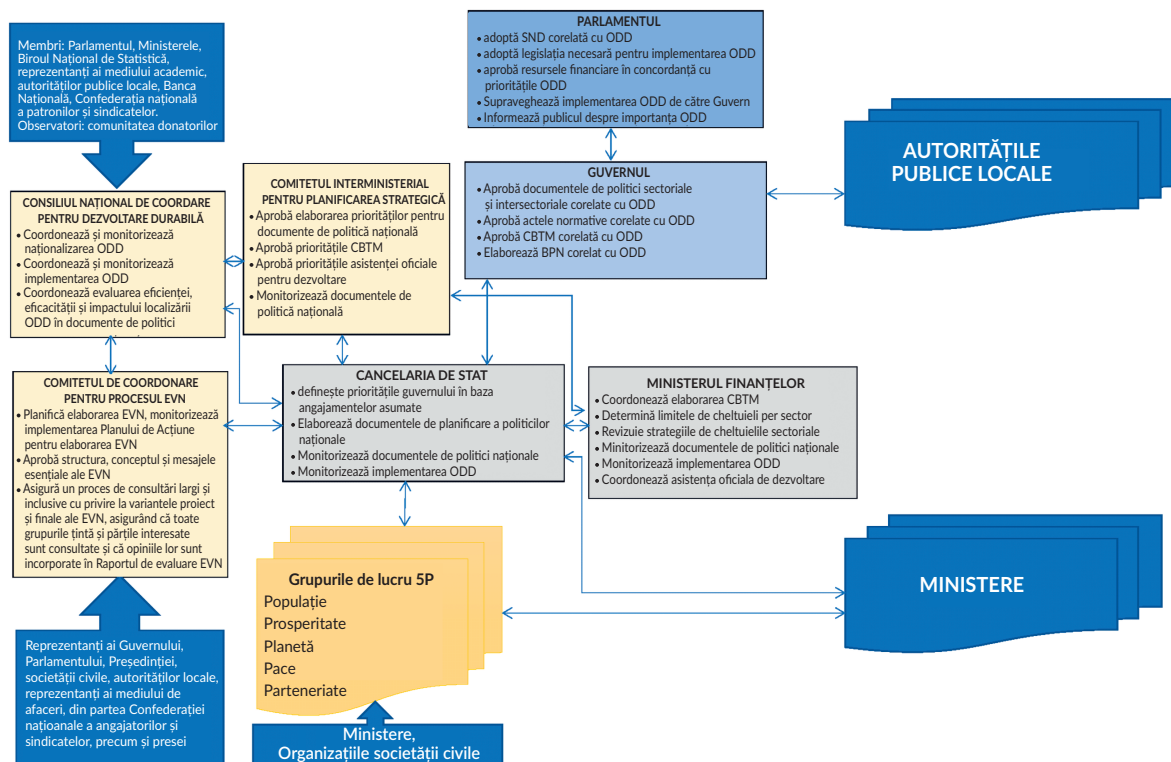 Membri: Parlamentul, Ministerele,
Biroul Național de Statistică,
reprezentanți ai mediului academic,
autorităților publice locale, Banca
Națională, Confederația națională
a patronilor și sindicatelor.
Observatori: comunitatea donatorilor
PARLAMENTUL
• adoptă SND corelată cu ODD
• adoptă legislația necesară pentru implementarea ODD
• aprobă resursele financiare în concordanță cu
prioritățile ODD
• Supraveghează implementarea ODD de către Guvern
• Informează publicul despre importanța ODD
AUTORITĂȚILE
PUBLICE LOCALE
CONSILIUL NAȚIONAL DE COORDARE
PENTRU DEZVOLTARE DURABILĂ
• Coordonează și monitorizează
naționalizarea ODD
• Coordonează și monitorizează
implementarea ODD
• Coordonează evaluarea eficienței,
eficacității și impactului localizării
ODD în documente de politici
COMITETUL INTERMINISTERIAL
PENTRU PLANIFICAREA STRATEGICĂ
• Aprobă elaborarea priorităților pentru
documente de politică națională
• Aprobă prioritățile CBTM
• Aprobă prioritățile asistenței oficiale
pentru dezvoltare
• Monitorizează documentele de
politică națională
GUVERNUL
• Aprobă documentele de politici sectoriale
și intersectoriale corelate cu ODD
• Aprobă actele normative corelate cu ODD
• Aprobă CBTM corelată cu ODD
• Elaborează BPN corelat cu ODD
COMITETUL DE COORDONARE
PENTRU PROCESUL EVN
• Planifică elaborarea EVN, monitorizează
implementarea Planului de Acțiune
pentru elaborarea EVN
• Aprobă structura, conceptul și mesajele
esențiale ale EVN
• Asigură un proces de consultări largi și
inclusive cu privire la variantele proiect
și finale ale EVN, asigurând că toate
grupurile țintă și părțile interesate
sunt consultate și că opiniile lor sunt
incorporate în Raportul de evaluare EVN
CANCELARIA DE STAT
• definește prioritățile guvernului în baza
angajamentelor asumate
• Elaborează documentele de planificare a politicilor
naționale
• Monitorizează documentele de politici naționale
• Monitorizează implementarea ODD
MINISTERUL FINANȚELOR
• Coordonează elaborarea CBTM
• Determină limitele de cheltuieli per sector
• Revizuie strategiile de cheltuielile sectoriale
• Minitorizează documentele de politici naționale
• Monitorizează implementarea ODD
• Coordonează asistența oficiala de dezvoltare
Grupurile de lucru 5P
Populație
Prosperitate
Planetă
Pace
Parteneriate
MINISTERE
Reprezentanți ai Guvernului,
Parlamentului, Președinției,
societății civile, autorităților locale,
reprezentanți ai mediului de
afaceri, din partea Confederației
națioanale a angajatorilor și
sindicatelor, precum și presei
Ministere,
Organizațiile societății civile